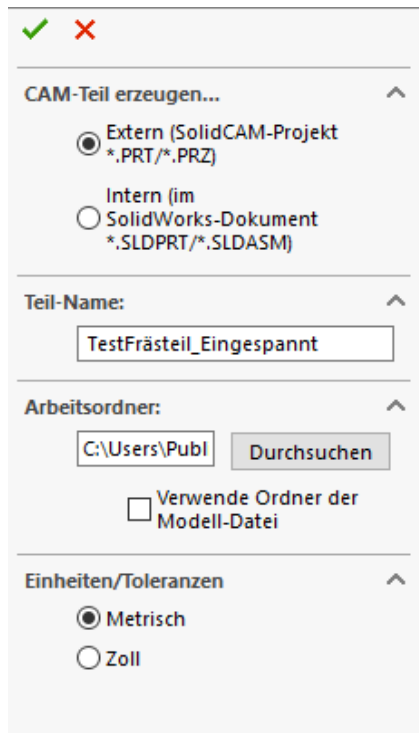 CAM-Teil erzeugen...
Extern (SolidCAM-Projekt
*.PRT/*.PRZ)
Intern (im
SolidWorks-Dokument
*.SLDPRT/*.SLDASM)
Teil-Name:
TestFrästeil_Eingespannt
Arbeitsordner:
C:\Users\Publ
Durchsuchen
Verwende Ordner der
Modell-Datei
Einheiten/Toleranzen
Metrisch
Zoll